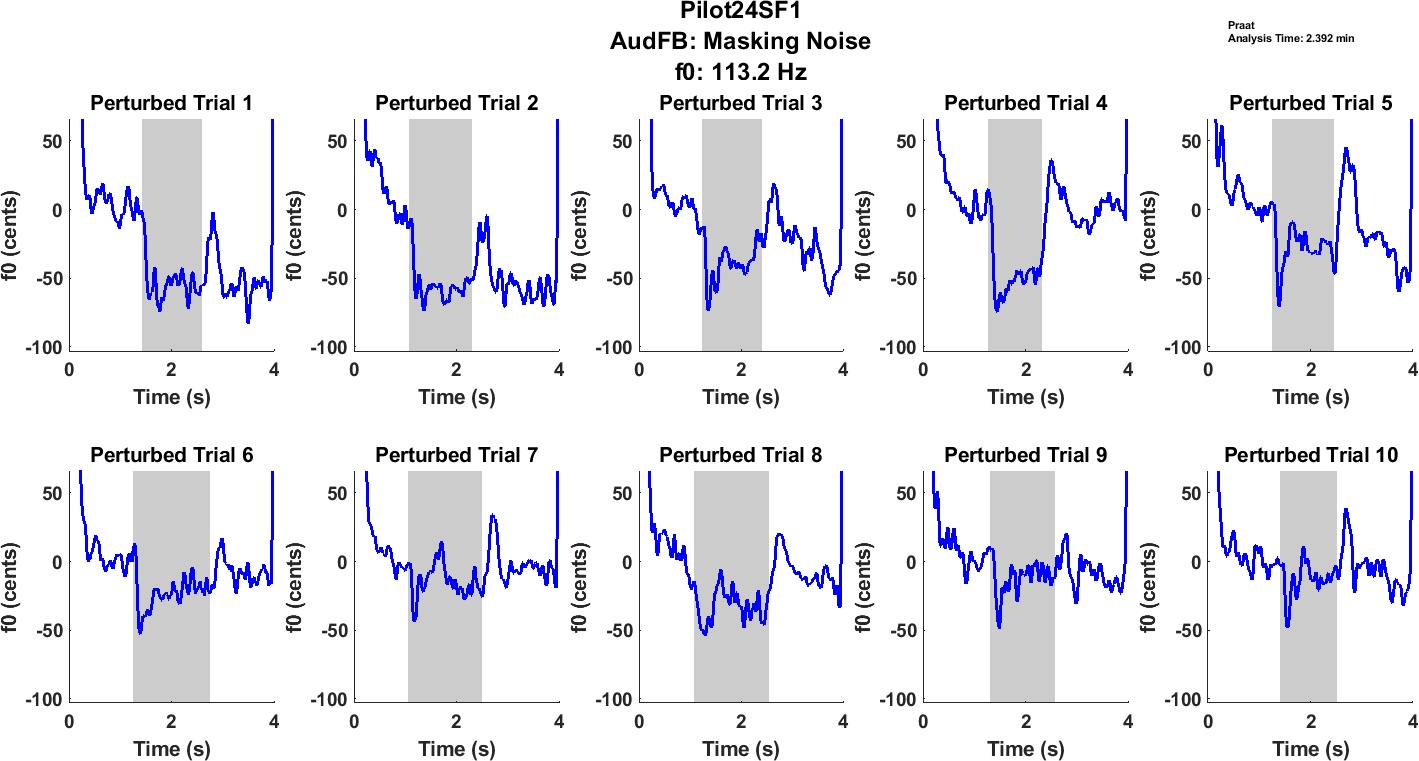 Pilot24SF1
AudFB: Masking Noise
f0: 113.2 Hz
Praat
Analysis Time: 2.392 min
Perturbed Trial 1
50
0
-50
-100
f0 (cents)
0 2 4
Time (s)
Perturbed Trial 2
50
0
-50
-100
f0 (cents)
0 2 4
Time (s)
Perturbed Trial 3
50
0
-50
-100
f0 (cents)
0 2 4
Time (s)
Perturbed Trial 4
50
0
-50
-100
f0 (cents)
0 2 4
Time (s)
Perturbed Trial 5
50
0
-50
-100
f0 (cents)
0 2 4
Time (s)
Perturbed Trial 6
50
0
-50
-100
f0 (cents)
0 2 4
Time (s)
Perturbed Trial 7
50
0
-50
-100
f0 (cents)
0 2 4
Time (s)
Perturbed Trial 8
50
0
-50
-100
f0 (cents)
0 2 4
Time (s)
Perturbed Trial 9
50
0
-50
-100
f0 (cents)
0 2 4
Time (s)
Perturbed Trial 10
50
0
-50
-100
f0 (cents)
0 2 4
Time (s)